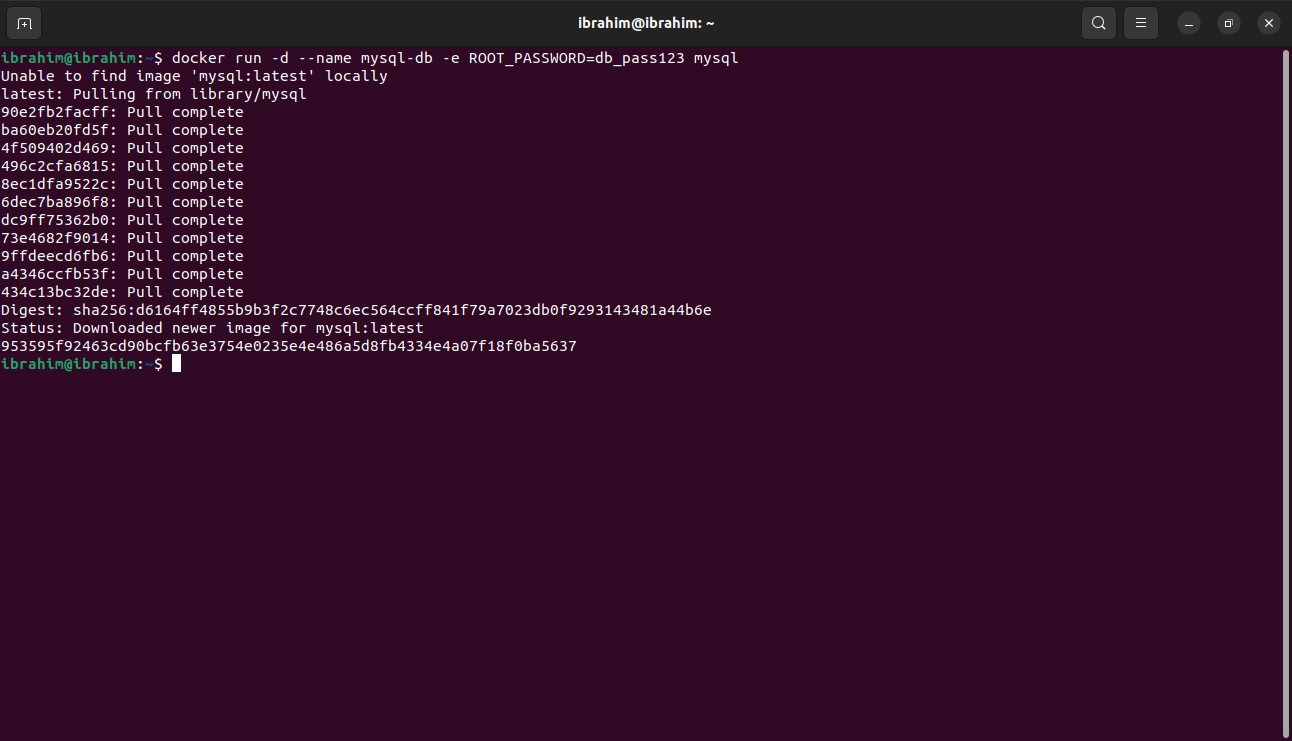 ibrahim@ibrahim: ~
ibrahim@ibrahim:~$ docker run -d --name mysql-db -e ROOT_PASSWORD=db_pass123 mysql
Unable to find image 'mysql:latest' locally
latest: Pulling from library/mysql
90e2fb2facff: Pull complete
ba60eb20fd5f: Pull complete
4f509402d469: Pull complete
496c2cfa6815: Pull complete
8ec1dfa9522c: Pull complete
6dec7ba896f8: Pull complete
dc9ff75362b0: Pull complete
73e4682f9014: Pull complete
9ffdeecd6fb6: Pull complete
a4346ccfb53f: Pull complete
434c13bc32de: Pull complete
Digest: sha256:d6164ff4855b9b3f2c7748c6ec564ccff841f79a7023db0f9293143481a44b6e
Status: Downloaded newer image for mysql:latest
953595f92463cd90bcfb63e3754e0235e4e486a5d8fb4334e4a07f18f0ba5637
ibrahim@ibrahim:~$